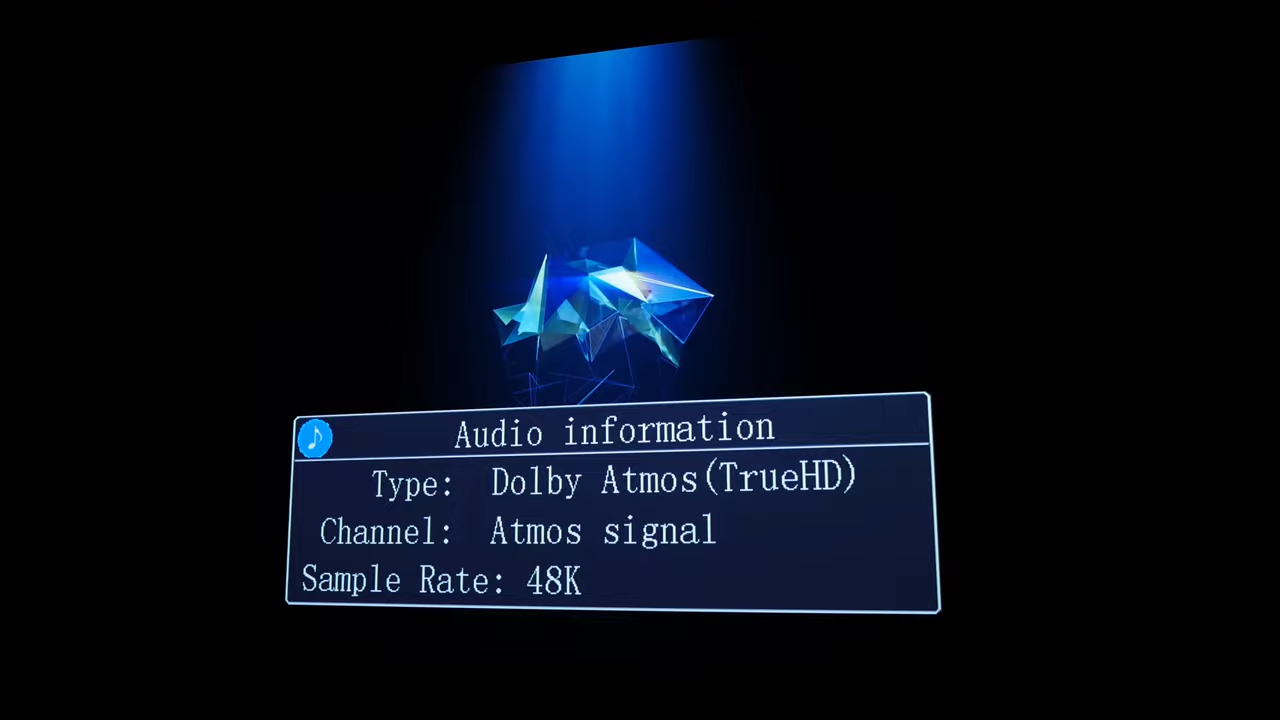 Audio information
Type: Dolby Atmos(TrueHD)
Channel: Atmos signal
Sample Rate: 48K